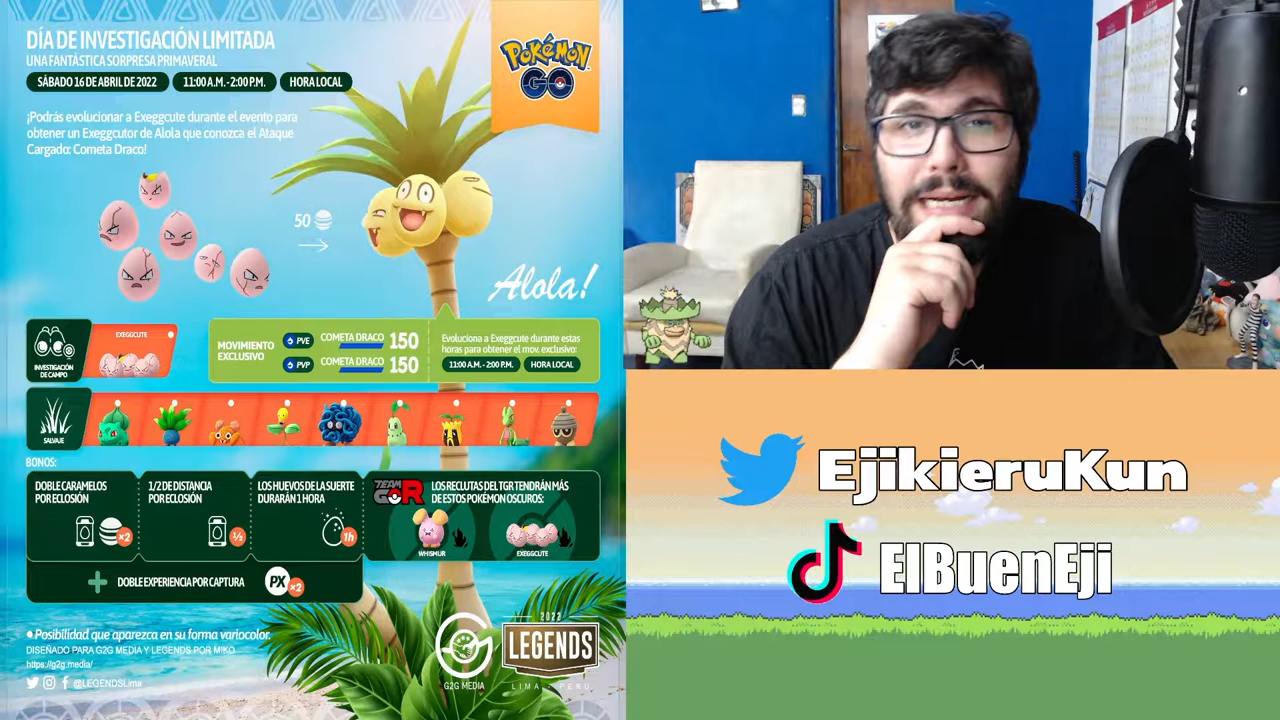 DÍA DE INVESTIGACIÓN LIMITADA
UNA FANTÁSTICA SORPRESA PRIMAVERAL
SÁBADO 16 DE ABRIL DE 2022
11:00 A.M. - 2:00 P.M.
HORA LOCAL
POKÉMON
GO
¡Podrás evolucionar a Exeggcute durante el evento para
obtener un Exeggcutor de Alola que conozca el Ataque
Cargado: Cometa Draco!
50
Alola!
INVESTIGACIÓN
DE CAMPO
EXEGGCUTE
MOVIMIENTO
EXCLUSIVO
PVE COMETA DRACO 150
PVP COMETA DRACO 150
Evoluciona a Exeggcute durante estas
horas para obtener el mov. exclusivo:
11:00 A.M. - 2:00 P.M.
HORA LOCAL
SALVAJE
BONOS:
DOBLE CARAMELOS
POR ECLOSIÓN
x2
1/2 DE DISTANCIA
POR ECLOSIÓN
1/2
LOS HUEVOS DE LA SUERTE
DURARÁN 1 HORA
1h
TEAM
GO R
LOS RECLUTAS DEL TGR TENDRÁN MÁS
DE ESTOS POKÉMON OSCUROS:
WHISMUR
EXEGGCUTE
+ DOBLE EXPERIENCIA POR CAPTURA
PX x2
• Posibilidad que aparezca en su forma variocolor.
DISEÑADO PARA G2G MEDIA Y LEGENDS POR MIKO
https://g2g.media/
@LEGENDSLima
G2G MEDIA
2022
LEGENDS
LIMA - PERU
EjikieruKun
ElBuenEji